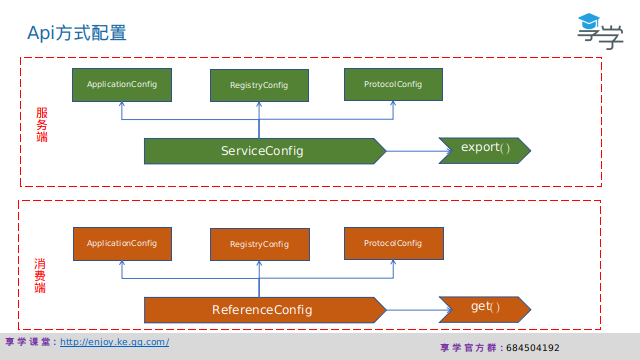 Api方式配置
学
ApplicationConfig
RegistryConfig
ProtocolConfig
服务端
ServiceConfig
export()
ApplicationConfig
RegistryConfig
ProtocolConfig
消费端
ReferenceConfig
get()
享学课堂：http://enjoy.ke.qq.com/
享学官方群：684504192